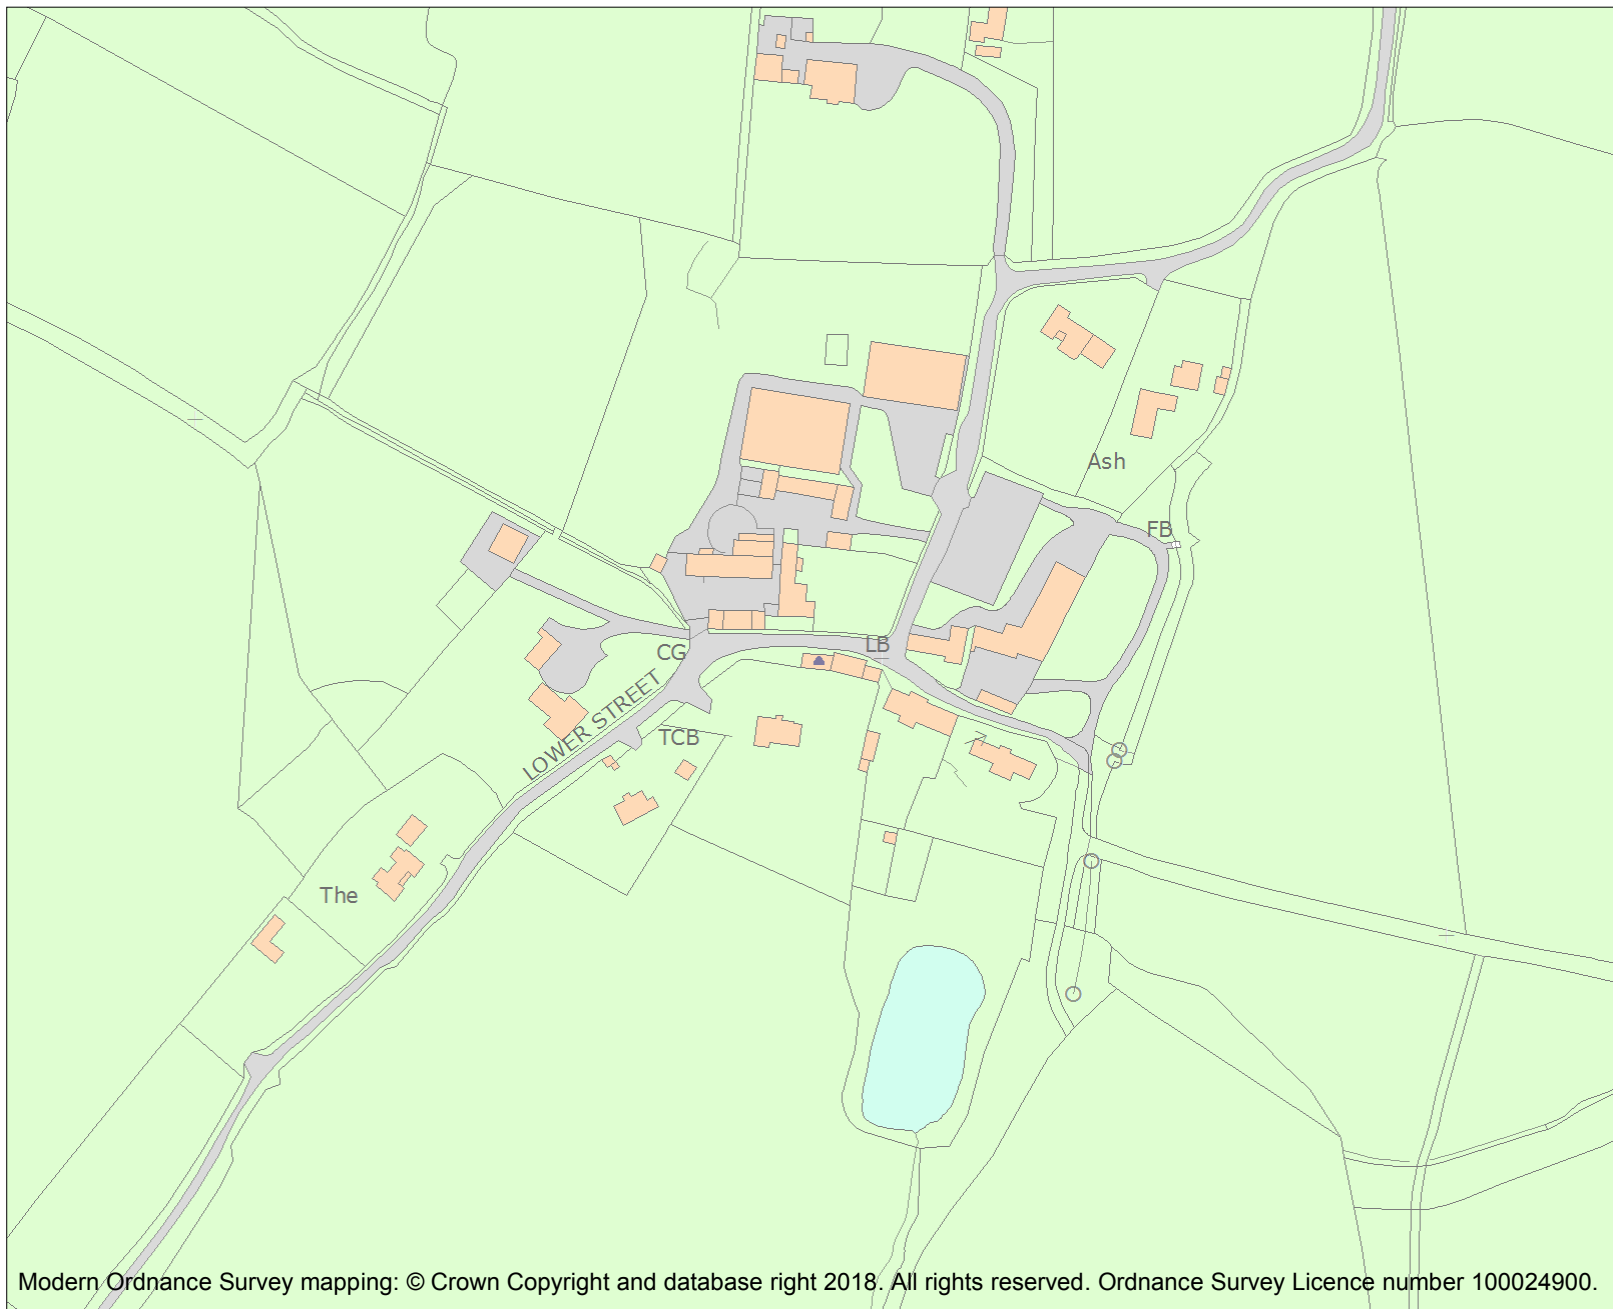 Ash
FB
LB
CG
LOWER STREET
TCB
The
Modern Ordnance Survey mapping: © Crown Copyright and database right 2018. All rights reserved. Ordnance Survey Licence number 100024900.